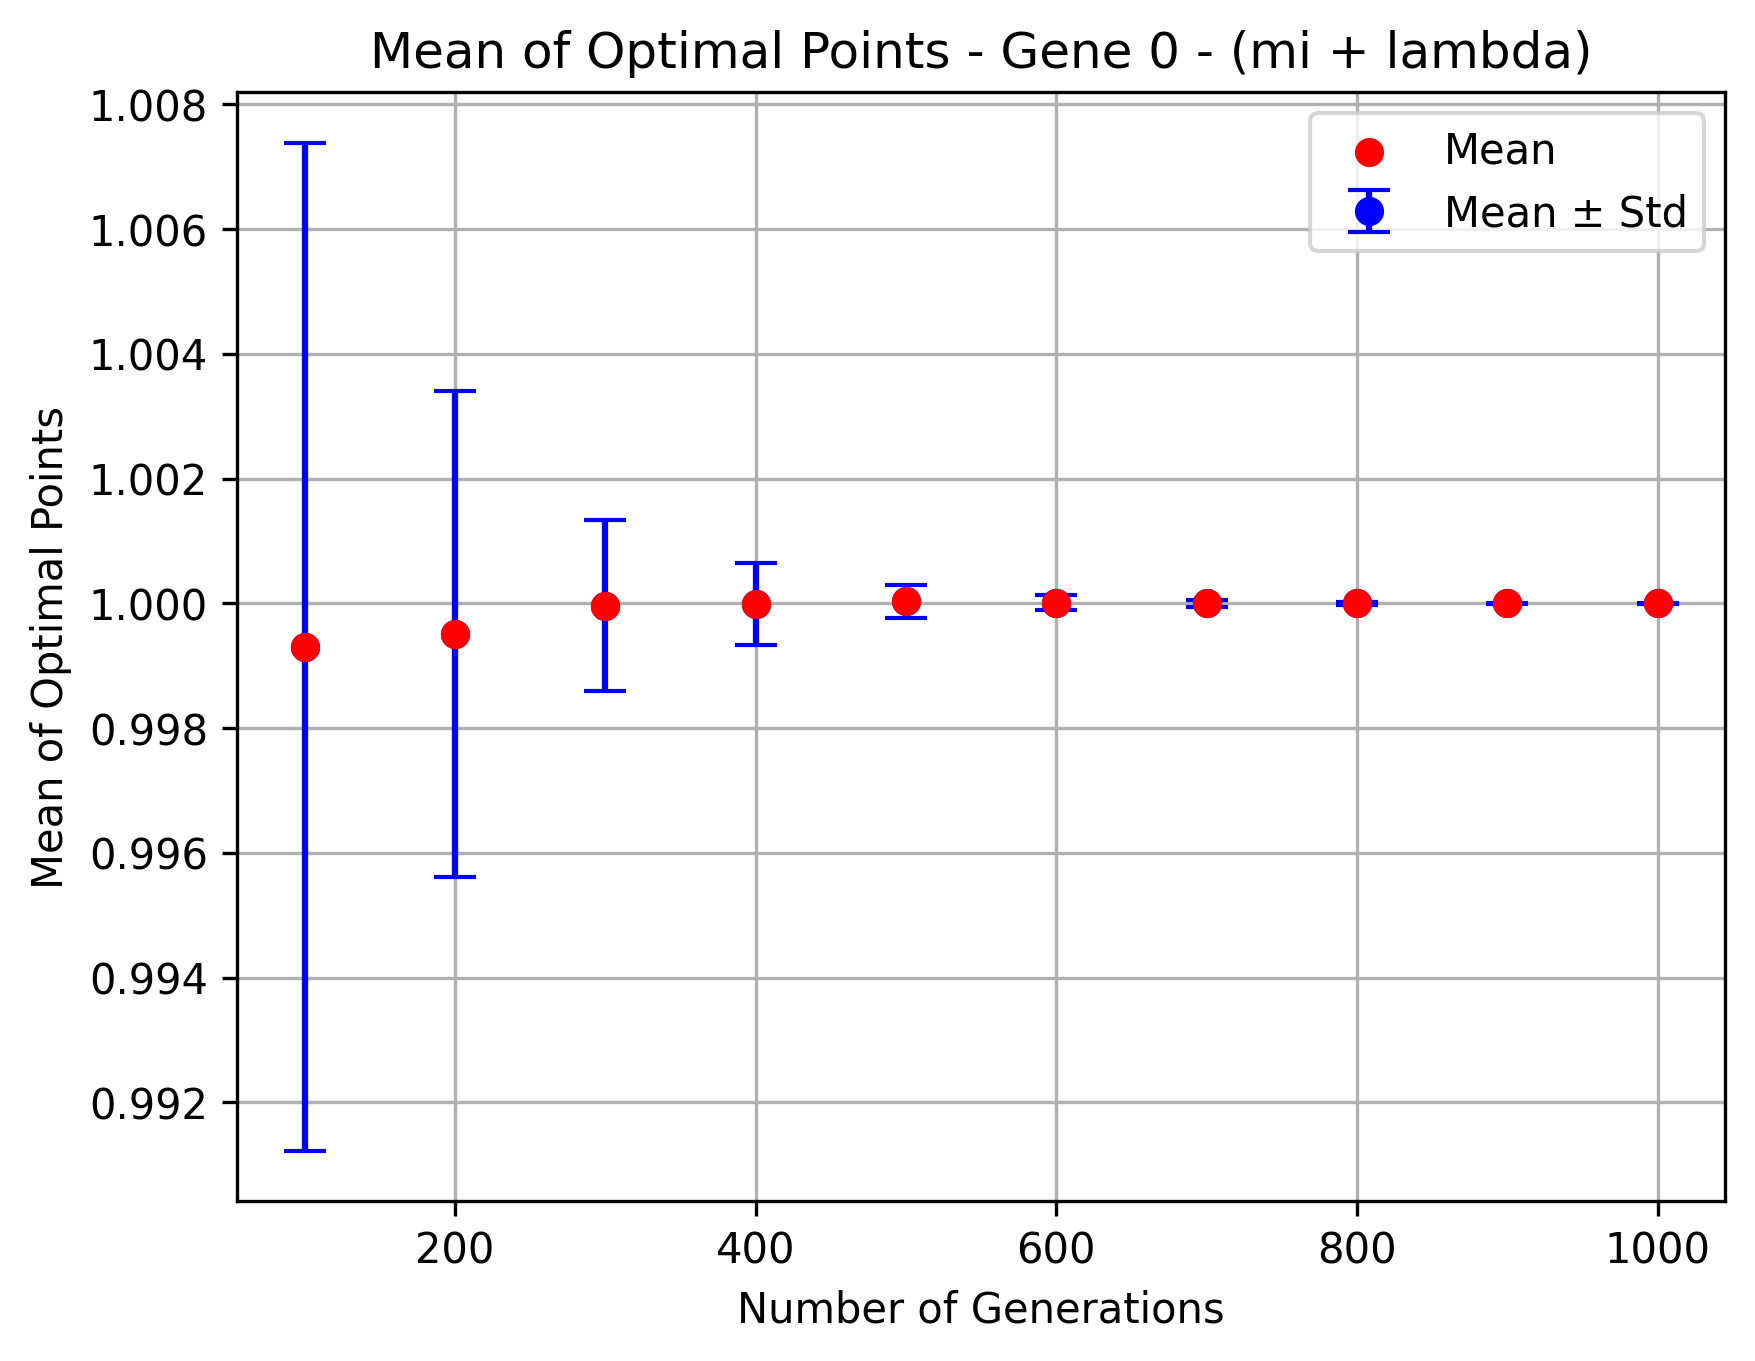 Mean of Optimal Points - Gene 0 - (mi + lambda)
1.008
1.006
1.004
1.002
1.000
0.998
0.996
0.994
0.992
Mean of Optimal Points
Mean
Mean ± Std
200 400 600 800 1000
Number of Generations